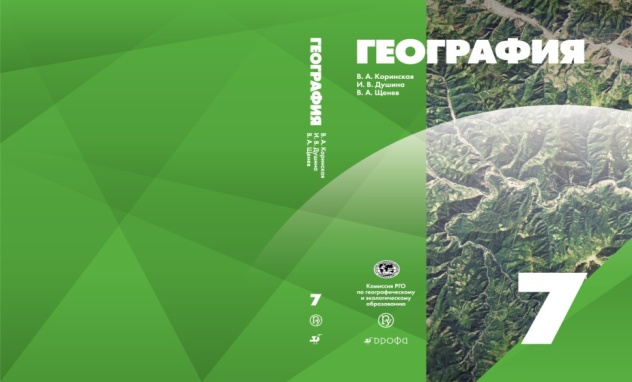 ГЕОГРАФИЯ
В. А. Коринская
И. В. Душина
В. А. Щенев
7
ГЕОГРАФИЯ
В. А. Коринская
И. В. Душина
В. А. Щенев
7
Комиссия РГО
по географическому
и экологическому
образованию
дрофа